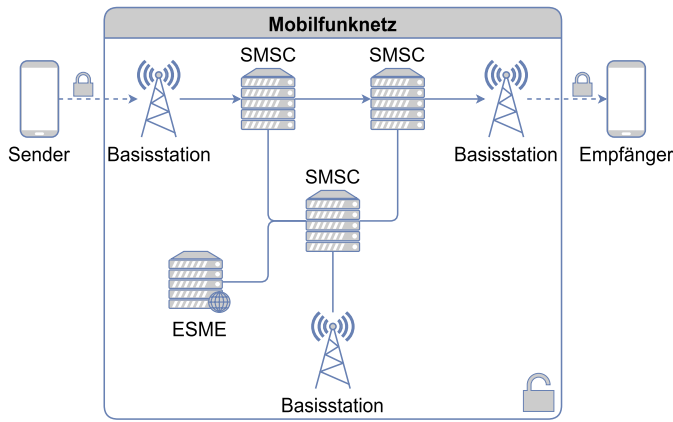 Mobilfunknetz
SMSC
SMSC
Sender
Basisstation
Basisstation
Empfänger
SMSC
ESME
Basisstation